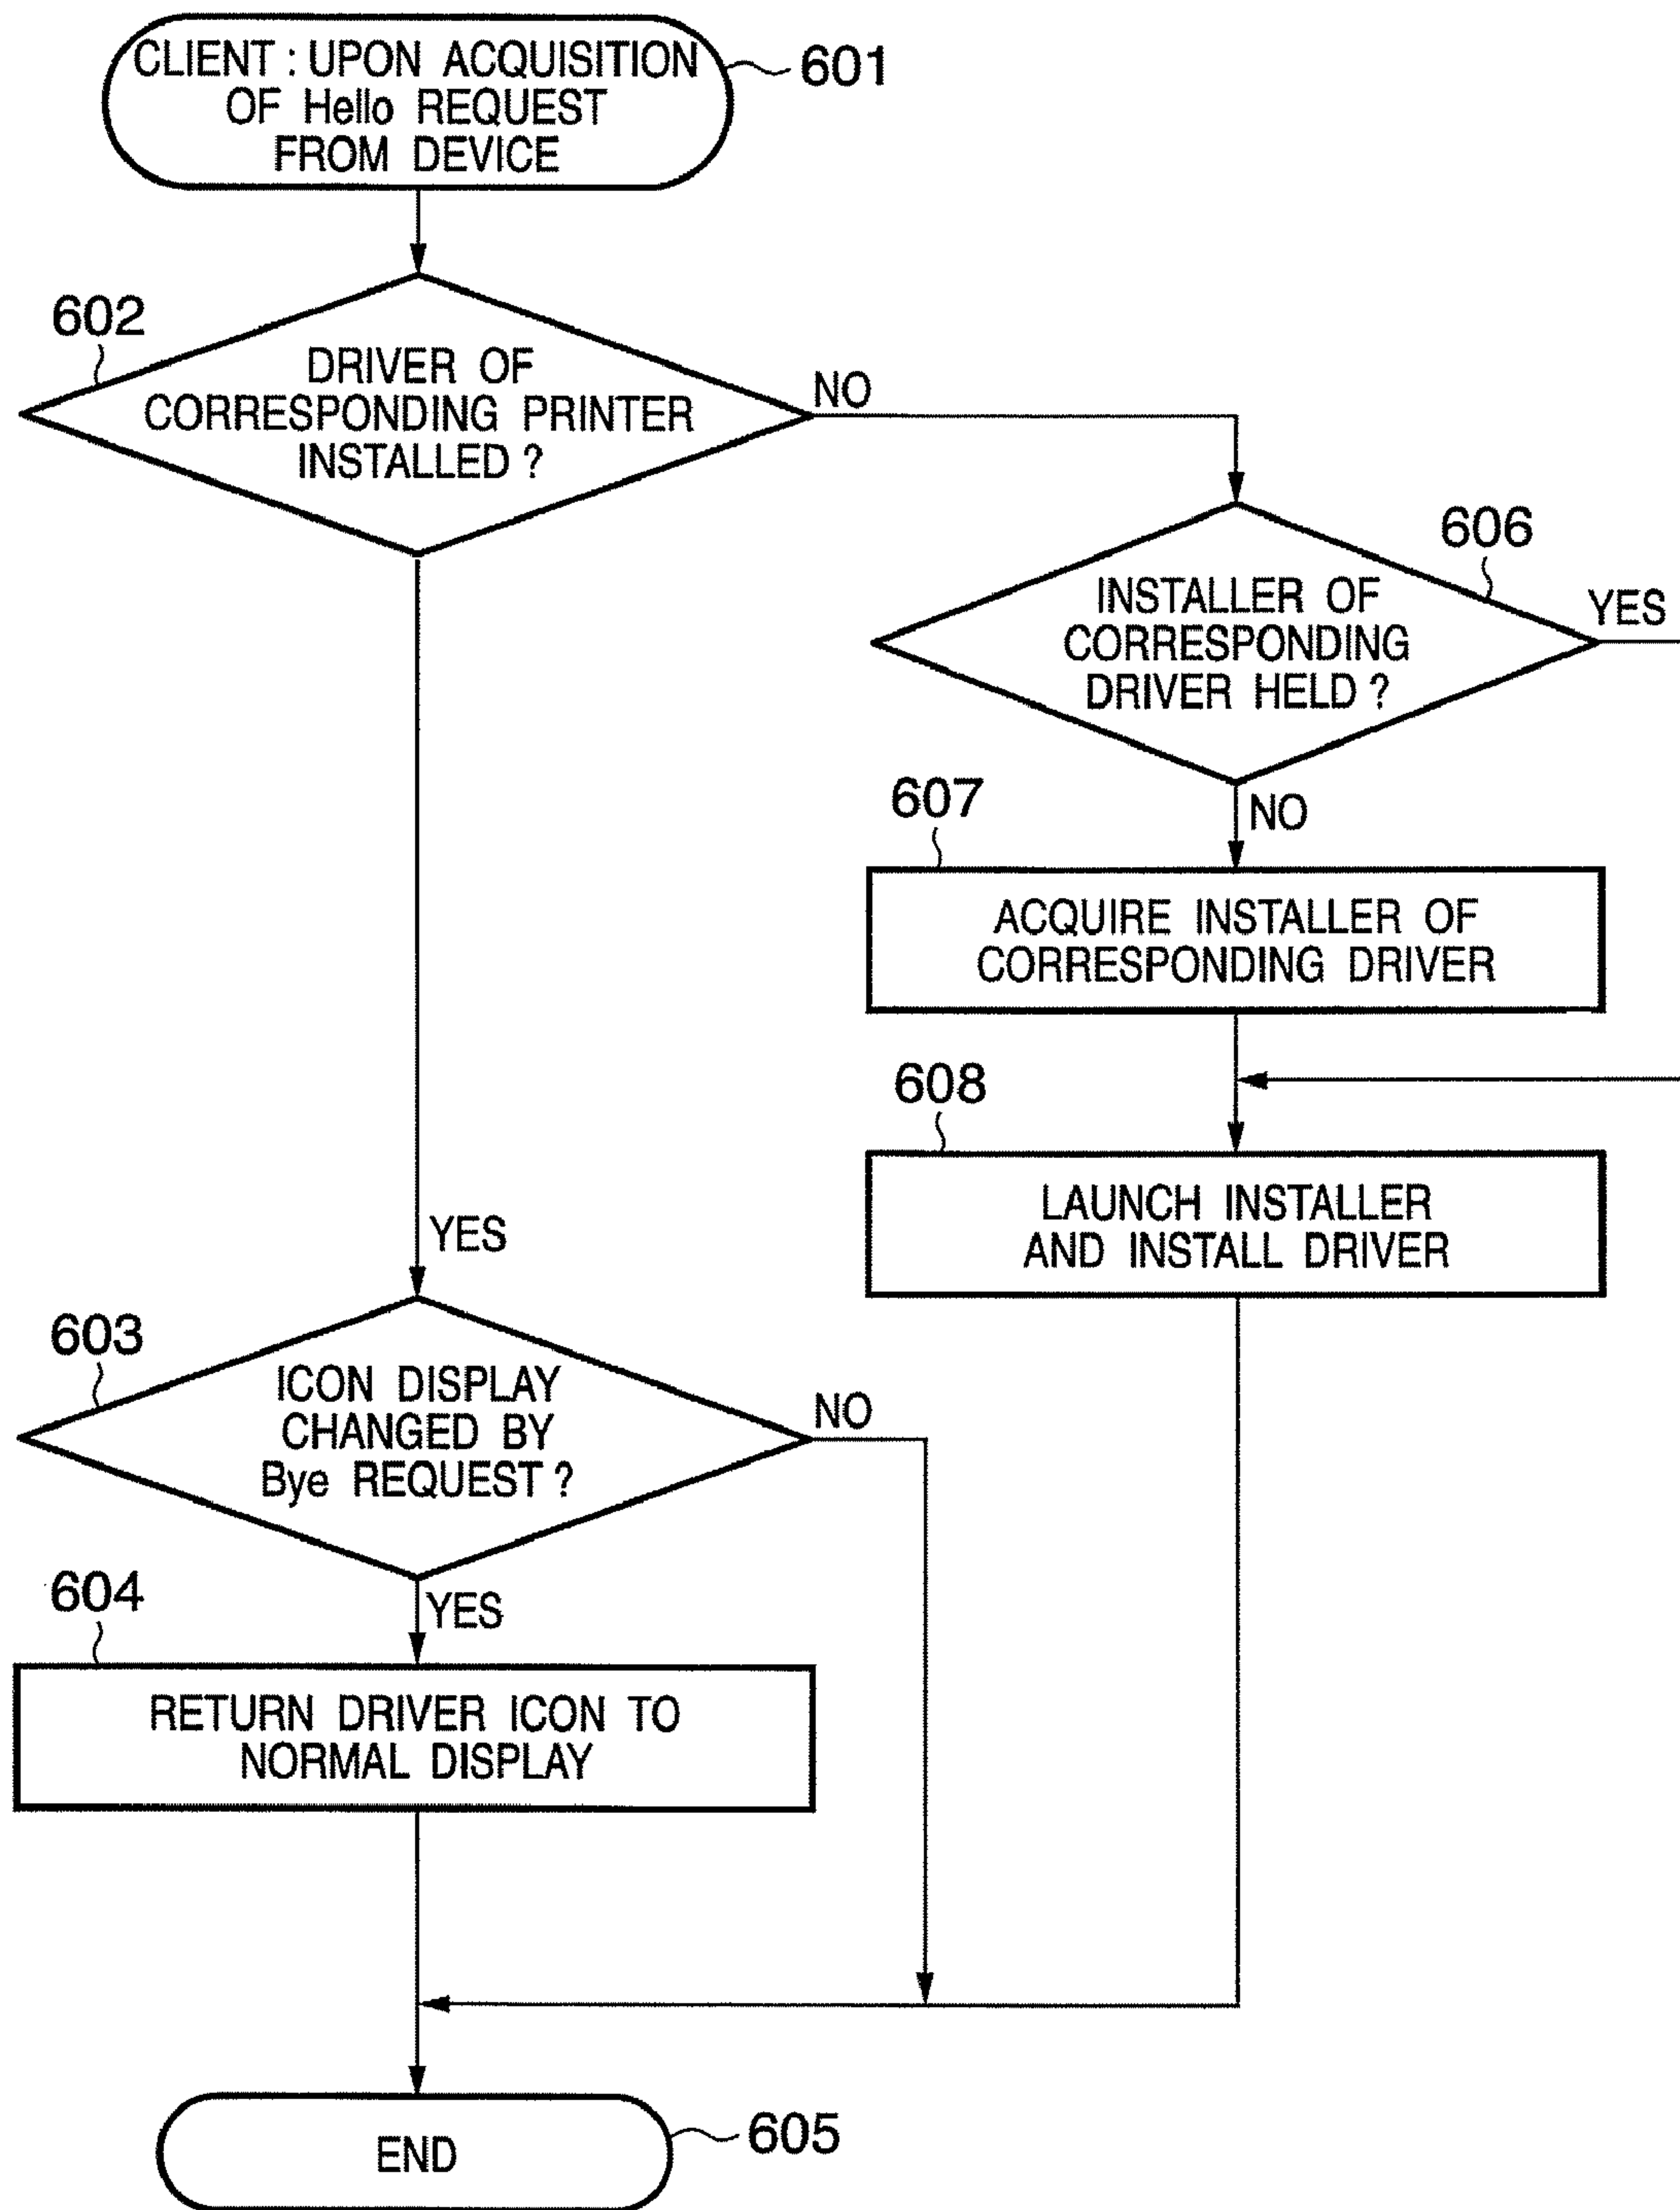 CLIENT : UPON ACQUISITION
OF Hello REQUEST
FROM DEVICE
601
602
DRIVER OF
CORRESPONDING PRINTER
INSTALLED ?
NO
606
INSTALLER OF
CORRESPONDING
DRIVER HELD ?
YES
NO
607
ACQUIRE INSTALLER OF
CORRESPONDING DRIVER
608
LAUNCH INSTALLER
AND INSTALL DRIVER
YES
603
ICON DISPLAY
CHANGED BY
Bye REQUEST ?
NO
YES
604
RETURN DRIVER ICON TO
NORMAL DISPLAY
END
605